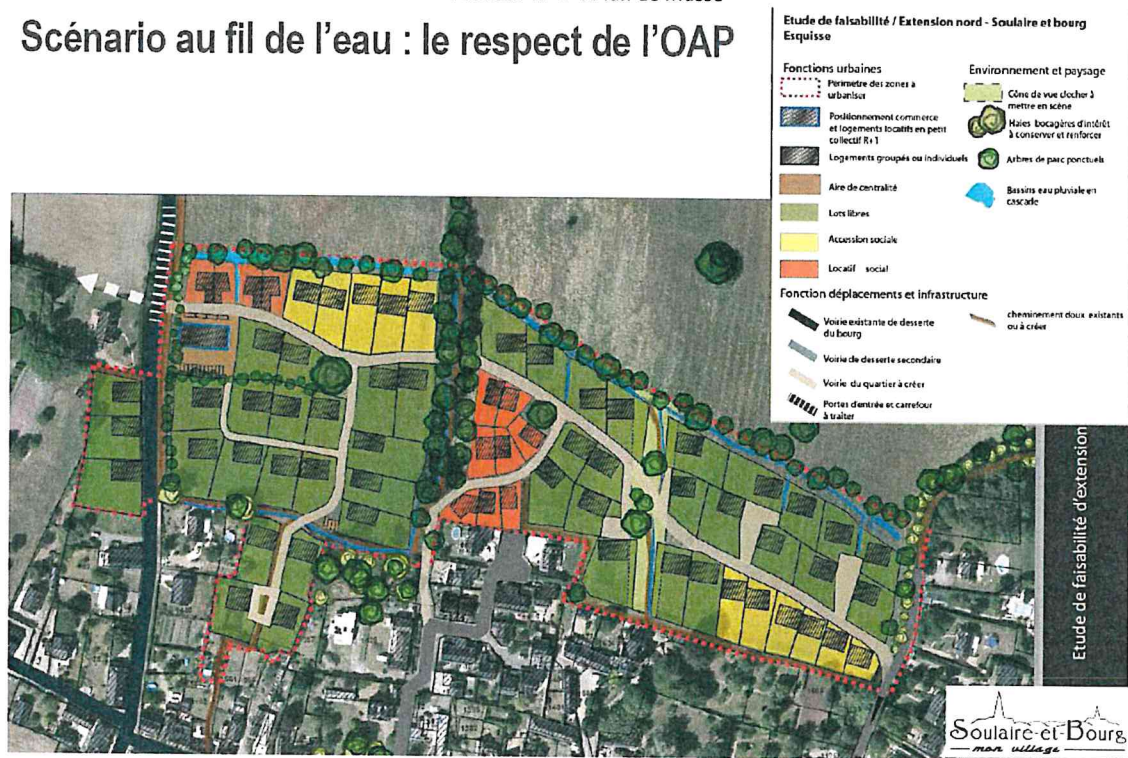 Scénario au fil de l'eau : le respect de l'OAP
Etude de faisabilité / Extension nord - Soulaire et bourg
Esquisse
Fonctions urbaines
Périmètre des zones à
urbaniser
Positionnement commerce
et logements locatifs en petit
collectif R+1
Logements groupés ou individuels
Aire de centralité
Lots libres
Accession sociale
Locatif social
Environnement et paysage
Cône de vue clocher à
mettre en scène
Haies bocagères d'intérêt
à conserver et renforcer
Arbres de parc ponctuels
Bassins eau pluviale en
cascade
Fonction déplacements et infrastructure
Voirie existante de desserte
du bourg
Voirie de desserte secondaire
Voirie du quartier à créer
Portes d'entrée et carrefour
à traiter
cheminement doux existants
ou à créer
Etude de faisabilité d'extension
Soulaire-et-Bourg
mon village